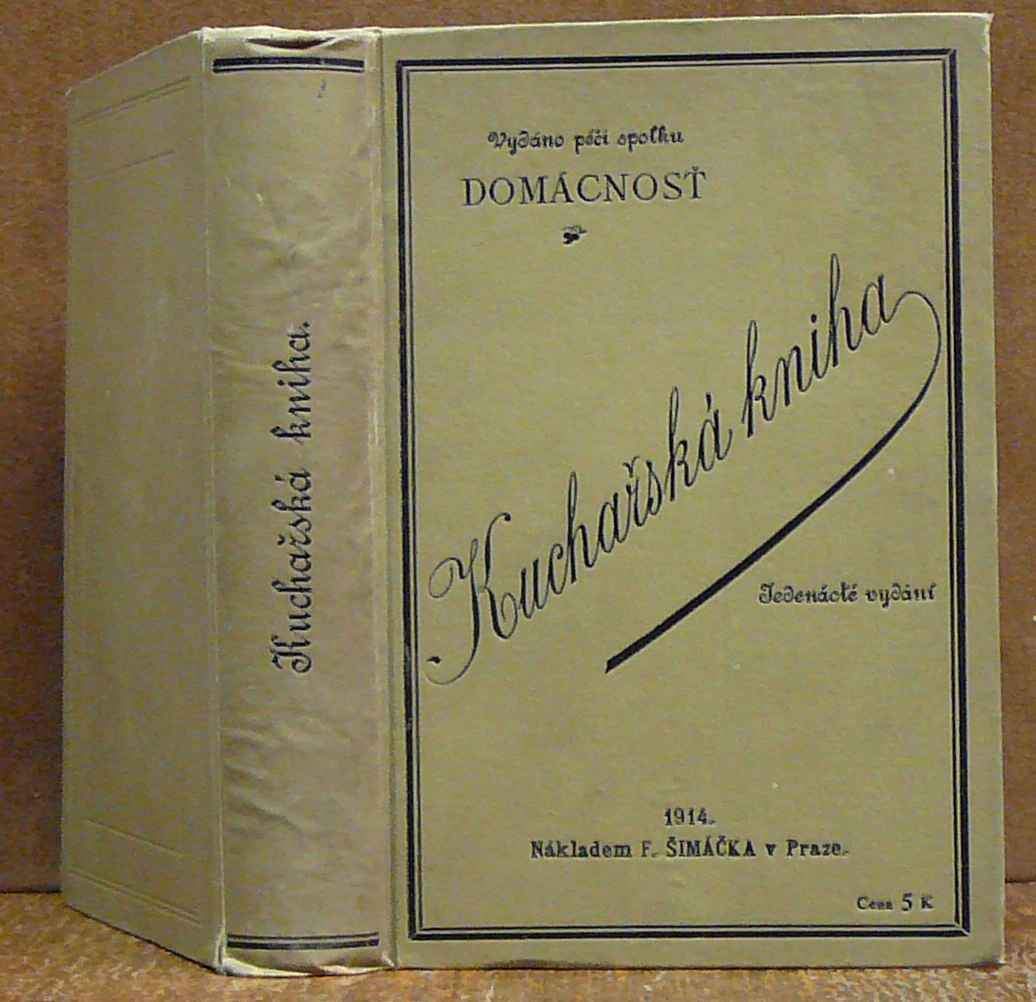 Kuchařská kniha.
Vydáno péčí spolku
DOMÁCNOSŤ
Kuchařská kniha
Jedenácté vydání
1914.
Nákladem F. ŠIMÁČKA v Praze.
Cena 5 K